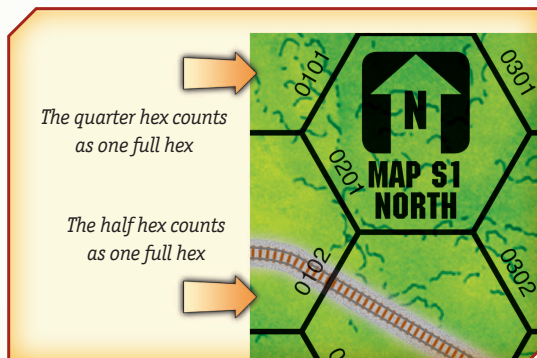 The quarter hex counts
as one full hex
The half hex counts
as one full hex
0101
0301
N
0201
MAP S1
NORTH
0102
0302